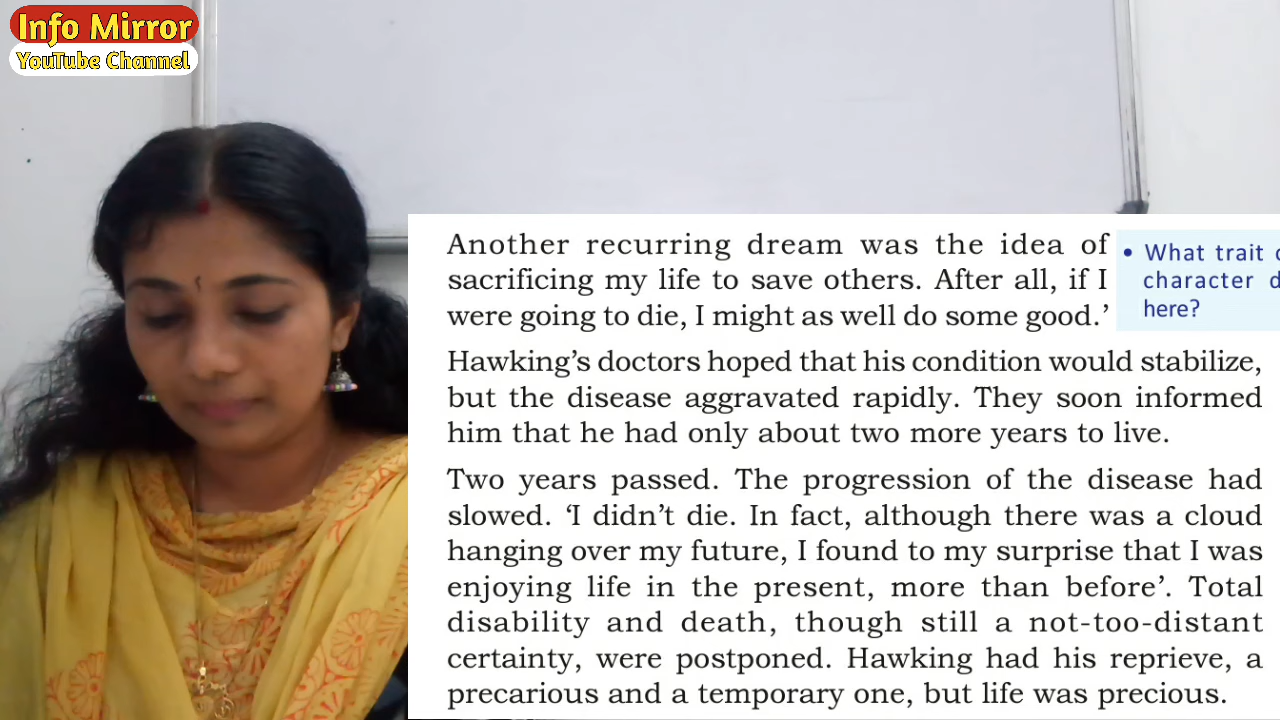 Info Mirror
YouTube Channel
Another recurring dream was the idea of
sacrificing my life to save others. After all, if I
were going to die, I might as well do some good.’
• What trait
character
here?
Hawking’s doctors hoped that his condition would stabilize,
but the disease aggravated rapidly. They soon informed
him that he had only about two more years to live.
Two years passed. The progression of the disease had
slowed. ‘I didn’t die. In fact, although there was a cloud
hanging over my future, I found to my surprise that I was
enjoying life in the present, more than before’. Total
disability and death, though still a not-too-distant
certainty, were postponed. Hawking had his reprieve, a
precarious and a temporary one, but life was precious.